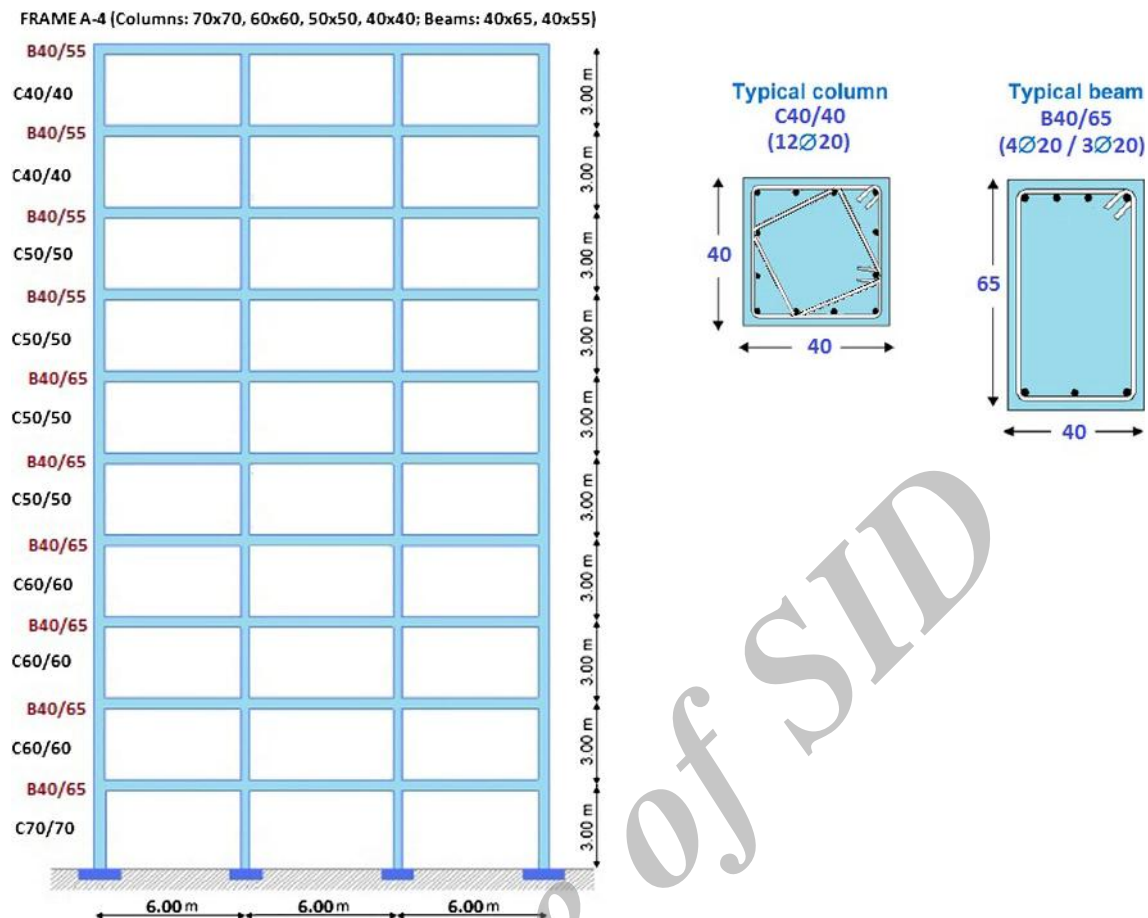 FRAME A-4 (Columns: 70x70, 60x60, 50x50, 40x40; Beams: 40x65, 40x55)
B40/55
C40/40
B40/55
C40/40
B40/55
C50/50
B40/55
C50/50
B40/65
C50/50
B40/65
C50/50
B40/65
C60/60
B40/65
C60/60
B40/65
C60/60
B40/65
C70/70
3.00 m
3.00 m
3.00 m
3.00 m
3.00 m
3.00 m
3.00 m
3.00 m
3.00 m
3.00 m
6.00 m
6.00 m
6.00 m
Typical column
C40/40
(12Ø20)
40
40
Typical beam
B40/65
(4Ø20 / 3Ø20)
65
40
of SID